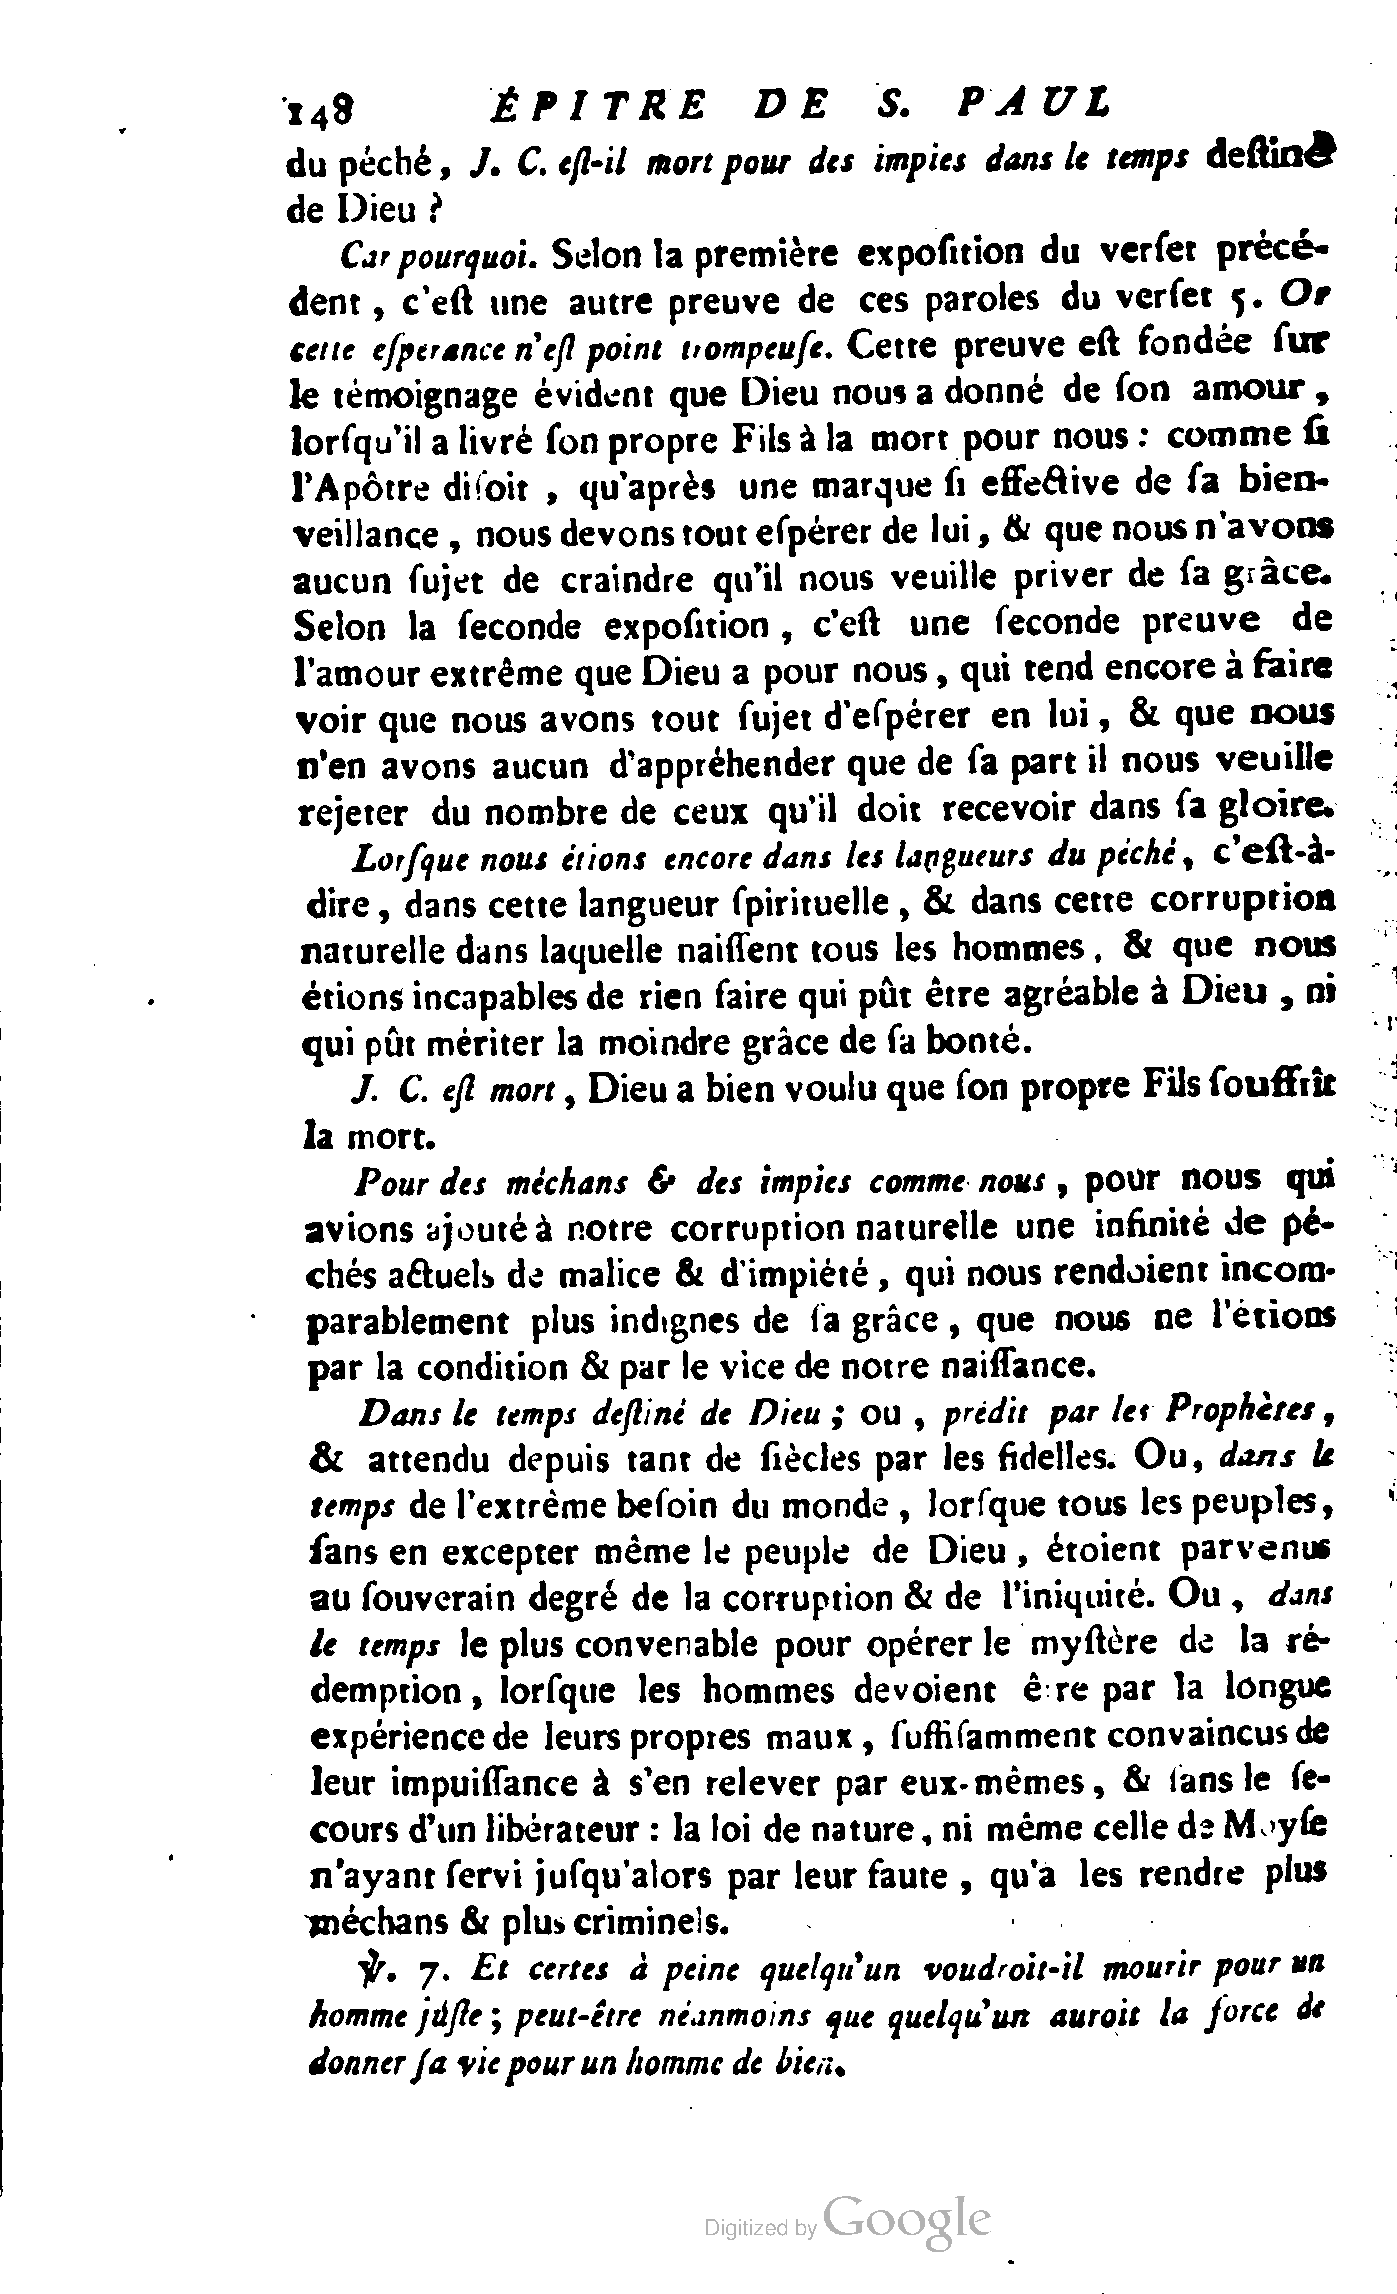 148 ÉPITRE DE S. PAUL
du péché, J. C. eſt-il mort pour des impies dans le temps deſtiné
de Dieu ?
Car pourquoi. Selon la première expoſition du verſet précé-
dent, c'eſt une autre preuve de ces paroles du verſet 5. Or
cette eſperance n'eſt point trompeuſe. Cette preuve eſt fondée ſur
le témoignage évident que Dieu nous a donné de ſon amour,
lorſqu'il a livré ſon propre Fils à la mort pour nous : comme ſi
l'Apôtre diſoit, qu'après une marque ſi effective de ſa bien-
veillance, nous devons tout eſpérer de lui, & que nous n'avons
aucun ſujet de craindre qu'il nous veuille priver de ſa grâce.
Selon la ſeconde expoſition, c'eſt une ſeconde preuve de
l'amour extrême que Dieu a pour nous, qui tend encore à faire
voir que nous avons tout ſujet d'eſpérer en lui, & que nous
n'en avons aucun d'appréhender que de ſa part il nous veuille
rejeter du nombre de ceux qu'il doit recevoir dans ſa gloire.
Lorſque nous étions encore dans les langueurs du péché, c'eſt-à-
dire, dans cette langueur ſpirituelle, & dans cette corruption
naturelle dans laquelle naiſſent tous les hommes, & que nous
étions incapables de rien faire qui pût être agréable à Dieu, ni
qui pût mériter la moindre grâce de ſa bonté.
J. C. eſt mort, Dieu a bien voulu que ſon propre Fils ſouffrît
la mort.
Pour des méchans & des impies comme nous, pour nous qui
avions ajouté à notre corruption naturelle une infinité de pé-
chés actuels de malice & d'impiété, qui nous rendoient incom-
parablement plus indignes de ſa grâce, que nous ne l'étions
par la condition & par le vice de notre naiſſance.
Dans le temps deſtiné de Dieu ; ou, prédit par les Prophètes,
& attendu depuis tant de ſiècles par les fidelles. Ou, dans le
temps de l'extrême beſoin du monde, lorſque tous les peuples,
ſans en excepter même le peuple de Dieu, étoient parvenus
au ſouverain degré de la corruption & de l'iniquité. Ou, dans
le temps le plus convenable pour opérer le myſtère de la ré-
demption, lorſque les hommes devoient être par la longue
expérience de leurs propres maux, ſuffiſamment convaincus de
leur impuiſſance à s'en relever par eux-mêmes, & ſans le ſe-
cours d'un libérateur : la loi de nature, ni même celle de Moyſe
n'ayant ſervi juſqu'alors par leur faute, qu'à les rendre plus
méchans & plus criminels.
℣. 7. Et certes à peine quelqu'un voudroit-il mourir pour un
homme juſte ; peut-être néanmoins que quelqu'un auroit la force de
donner ſa vie pour un homme de bien.
Digitized by Google